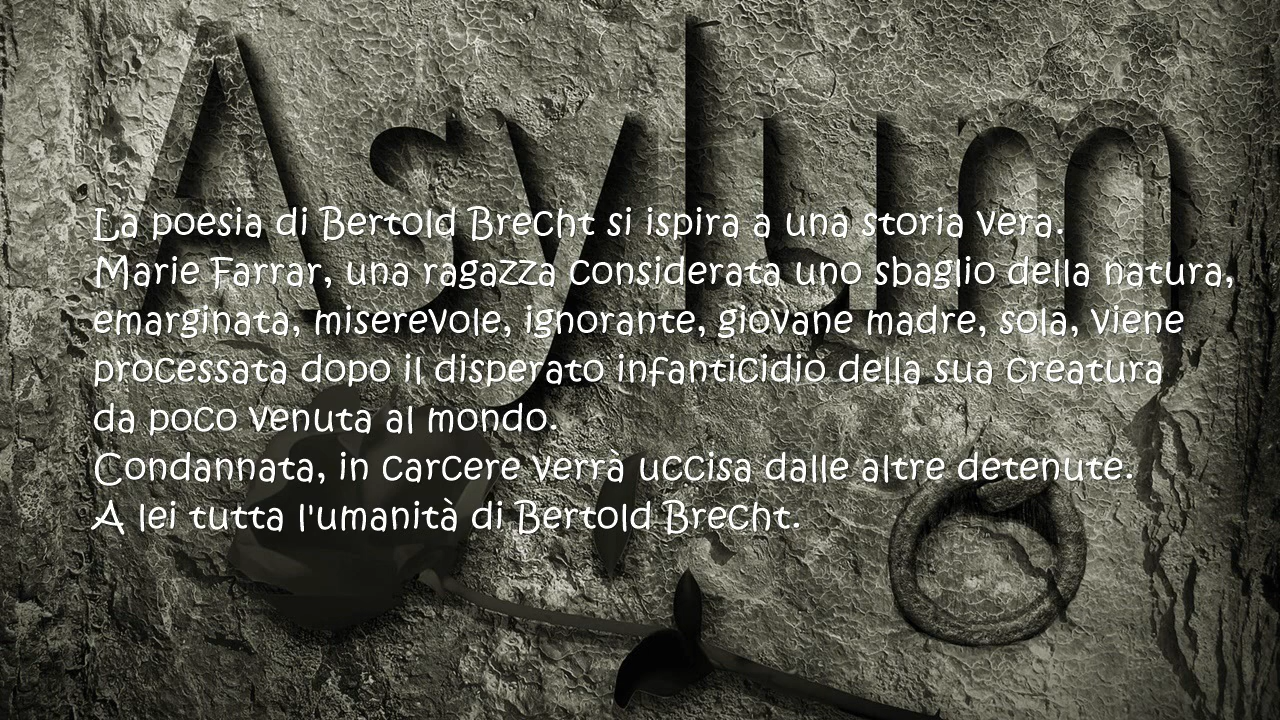 Asylum
La poesia di Bertold Brecht si ispira a una storia vera.
Marie Farrar, una ragazza considerata uno sbaglio della natura,
emarginata, miserevole, ignorante, giovane madre, sola, viene
processata dopo il disperato infanticidio della sua creatura
da poco venuta al mondo.
Condannata, in carcere verrà uccisa dalle altre detenute.
A lei tutta l'umanità di Bertold Brecht.